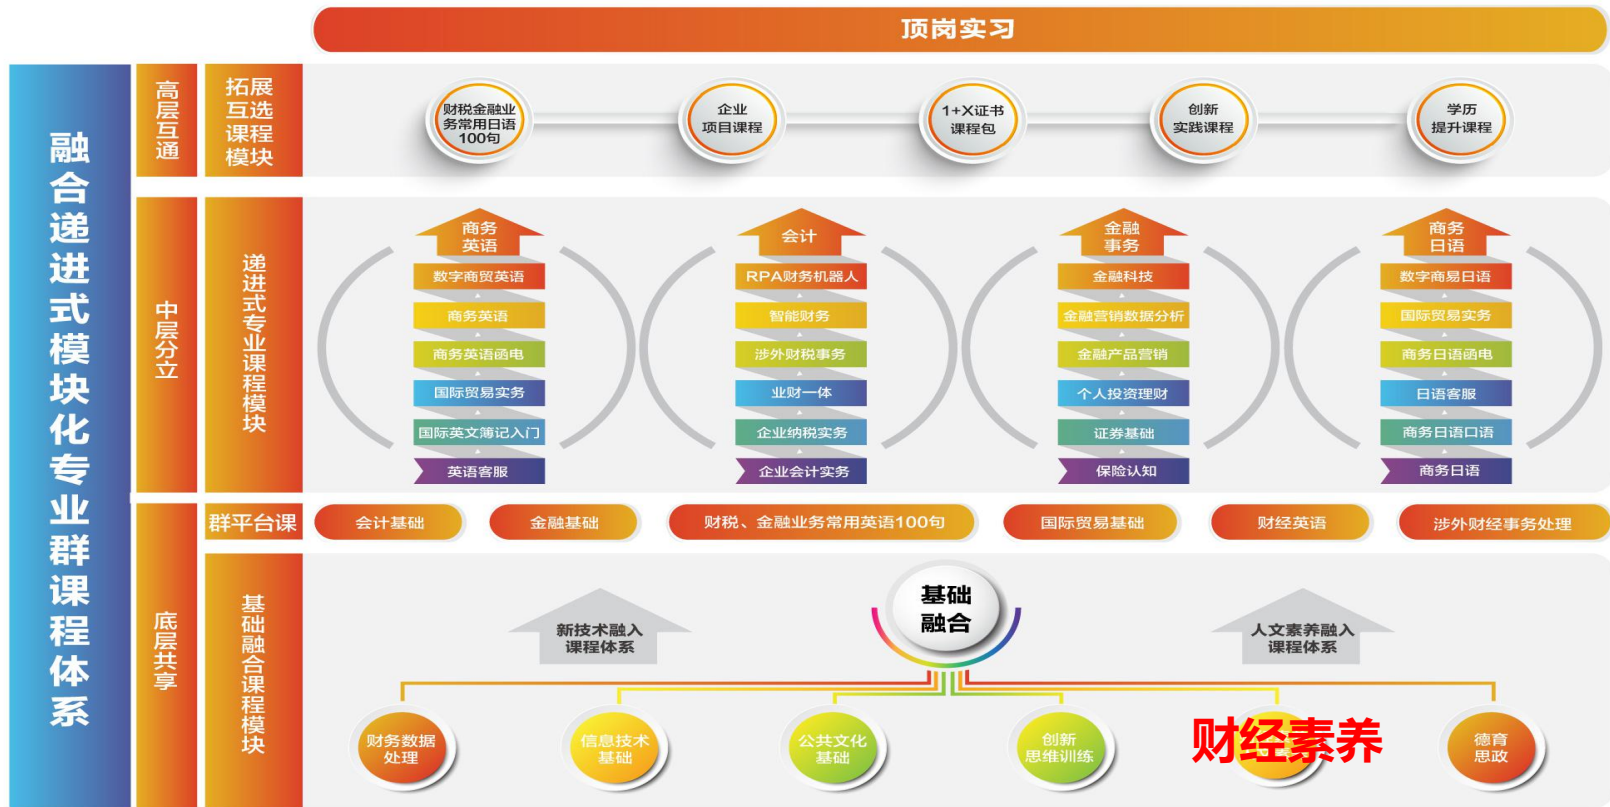 顶岗实习
融合递进式模块化专业群课程体系
高层互通
拓展
互选
课程
模块
财税金融业
务常用日语
100句
企业
项目课程
1+X证书
课程包
创新
实践课程
学历
提升课程
中层分立
递进式专业课程模块
商务
英语
数字商贸英语
商务英语
商务英语函电
国际贸易实务
国际英文簿记入门
英语客服
会计
RPA财务机器人
智能财务
涉外财税事务
业财一体
企业纳税实务
企业会计实务
金融
事务
金融科技
金融营销数据分析
金融产品营销
个人投资理财
证券基础
保险认知
商务
日语
数字商易日语
国际贸易实务
商务日语函电
日语客服
商务日语口语
商务日语
底层共享
群平台课
会计基础
金融基础
财税、金融业务常用英语100句
国际贸易基础
财经英语
涉外财经事务处理
基础融合课程模块
新技术融入
课程体系
基础
融合
人文素养融入
课程体系
财务数据
处理
信息技术
基础
公共文化
基础
创新
思维训练
财经素养
德育
思政